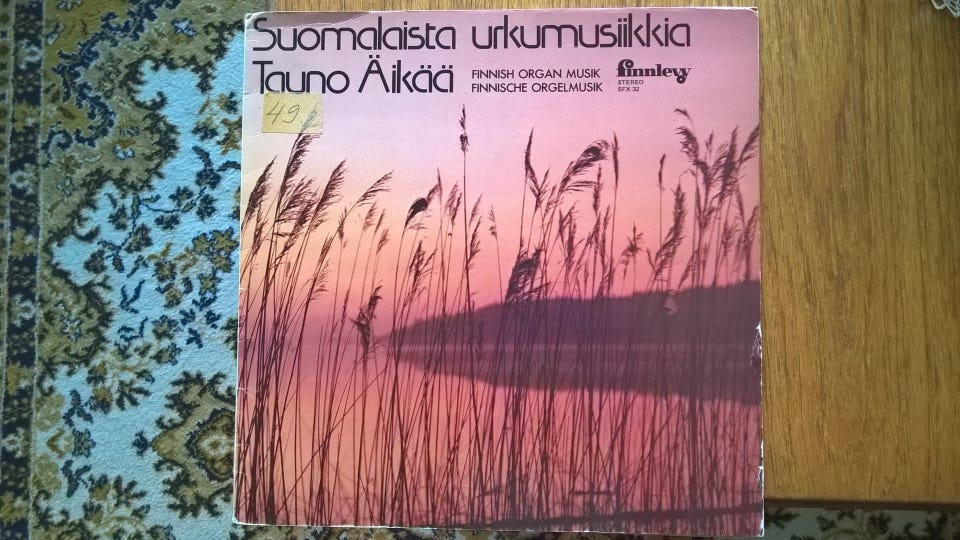 Suomalaista urkumusiikkia
Tauno Äikää
FINNISH ORGAN MUSIK
FINNISCHE ORGELMUSIK
finnlevy
STEREO
SFX 32
49